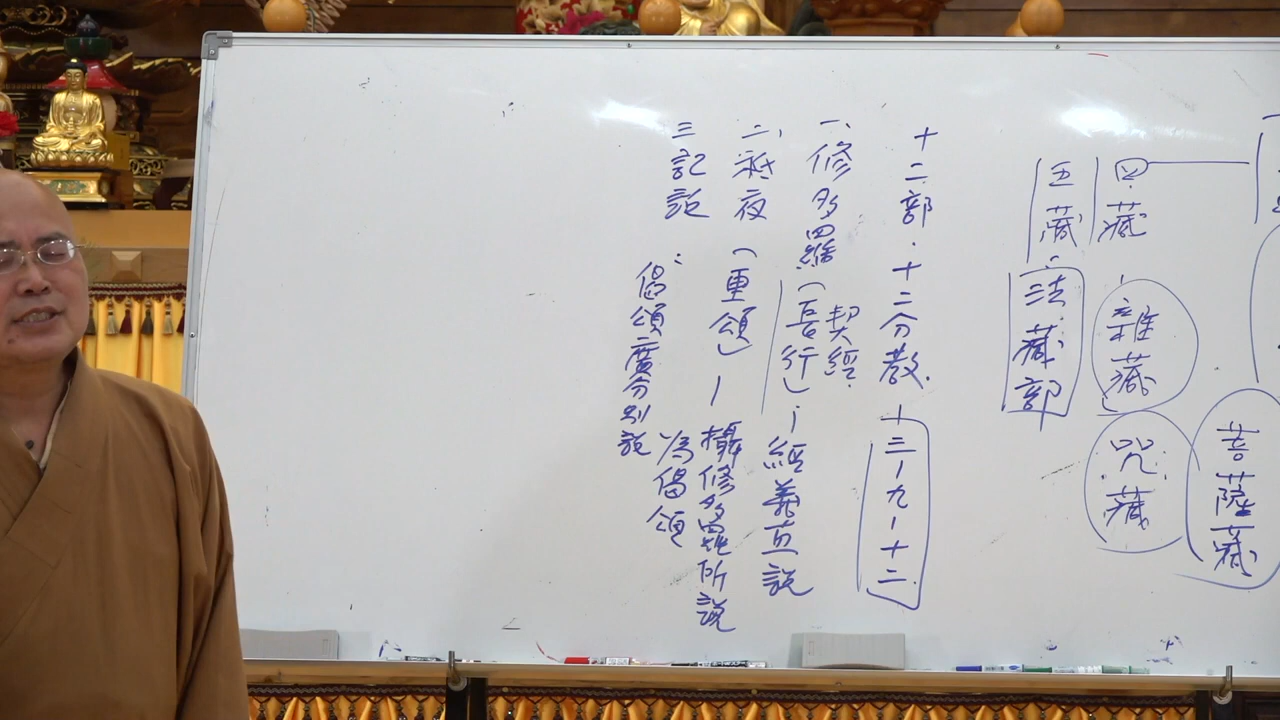 菩薩藏
四藏
雜藏
咒藏
五藏
法藏部
十二部．十二分教．
三－九－十二
一、修多羅（長行）；經義直說
契經
二、祇夜（重頌）－攝修多羅所說
為偈頌
三記說：
偈頌廣分別說